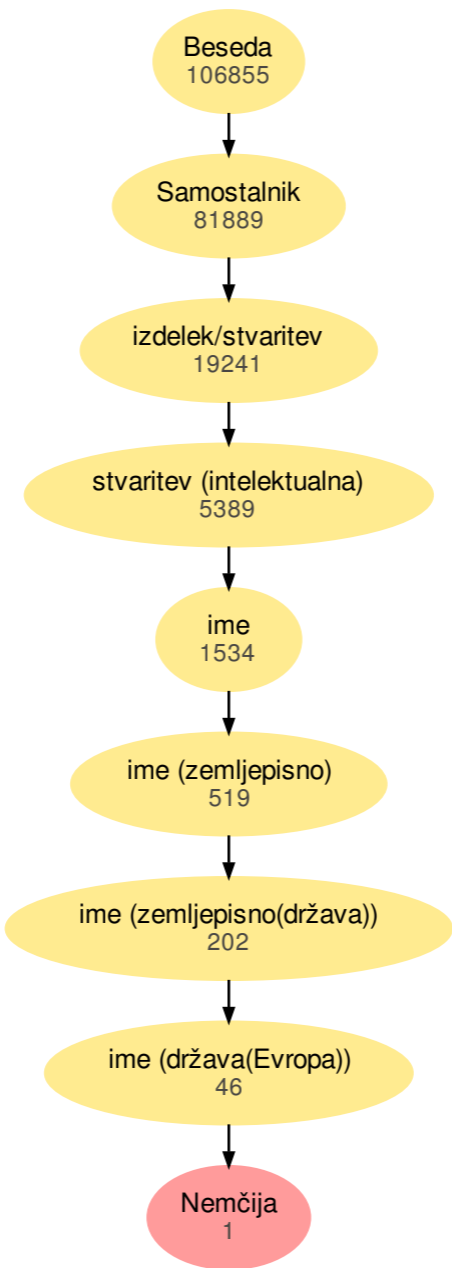 Beseda
106855
Samostalnik
81889
izdelek/stvaritev
19241
stvaritev (intelektualna)
5389
ime
1534
ime (zemljepisno)
519
ime (zemljepisno(država))
202
ime (država(Evropa))
46
Nemčija
1